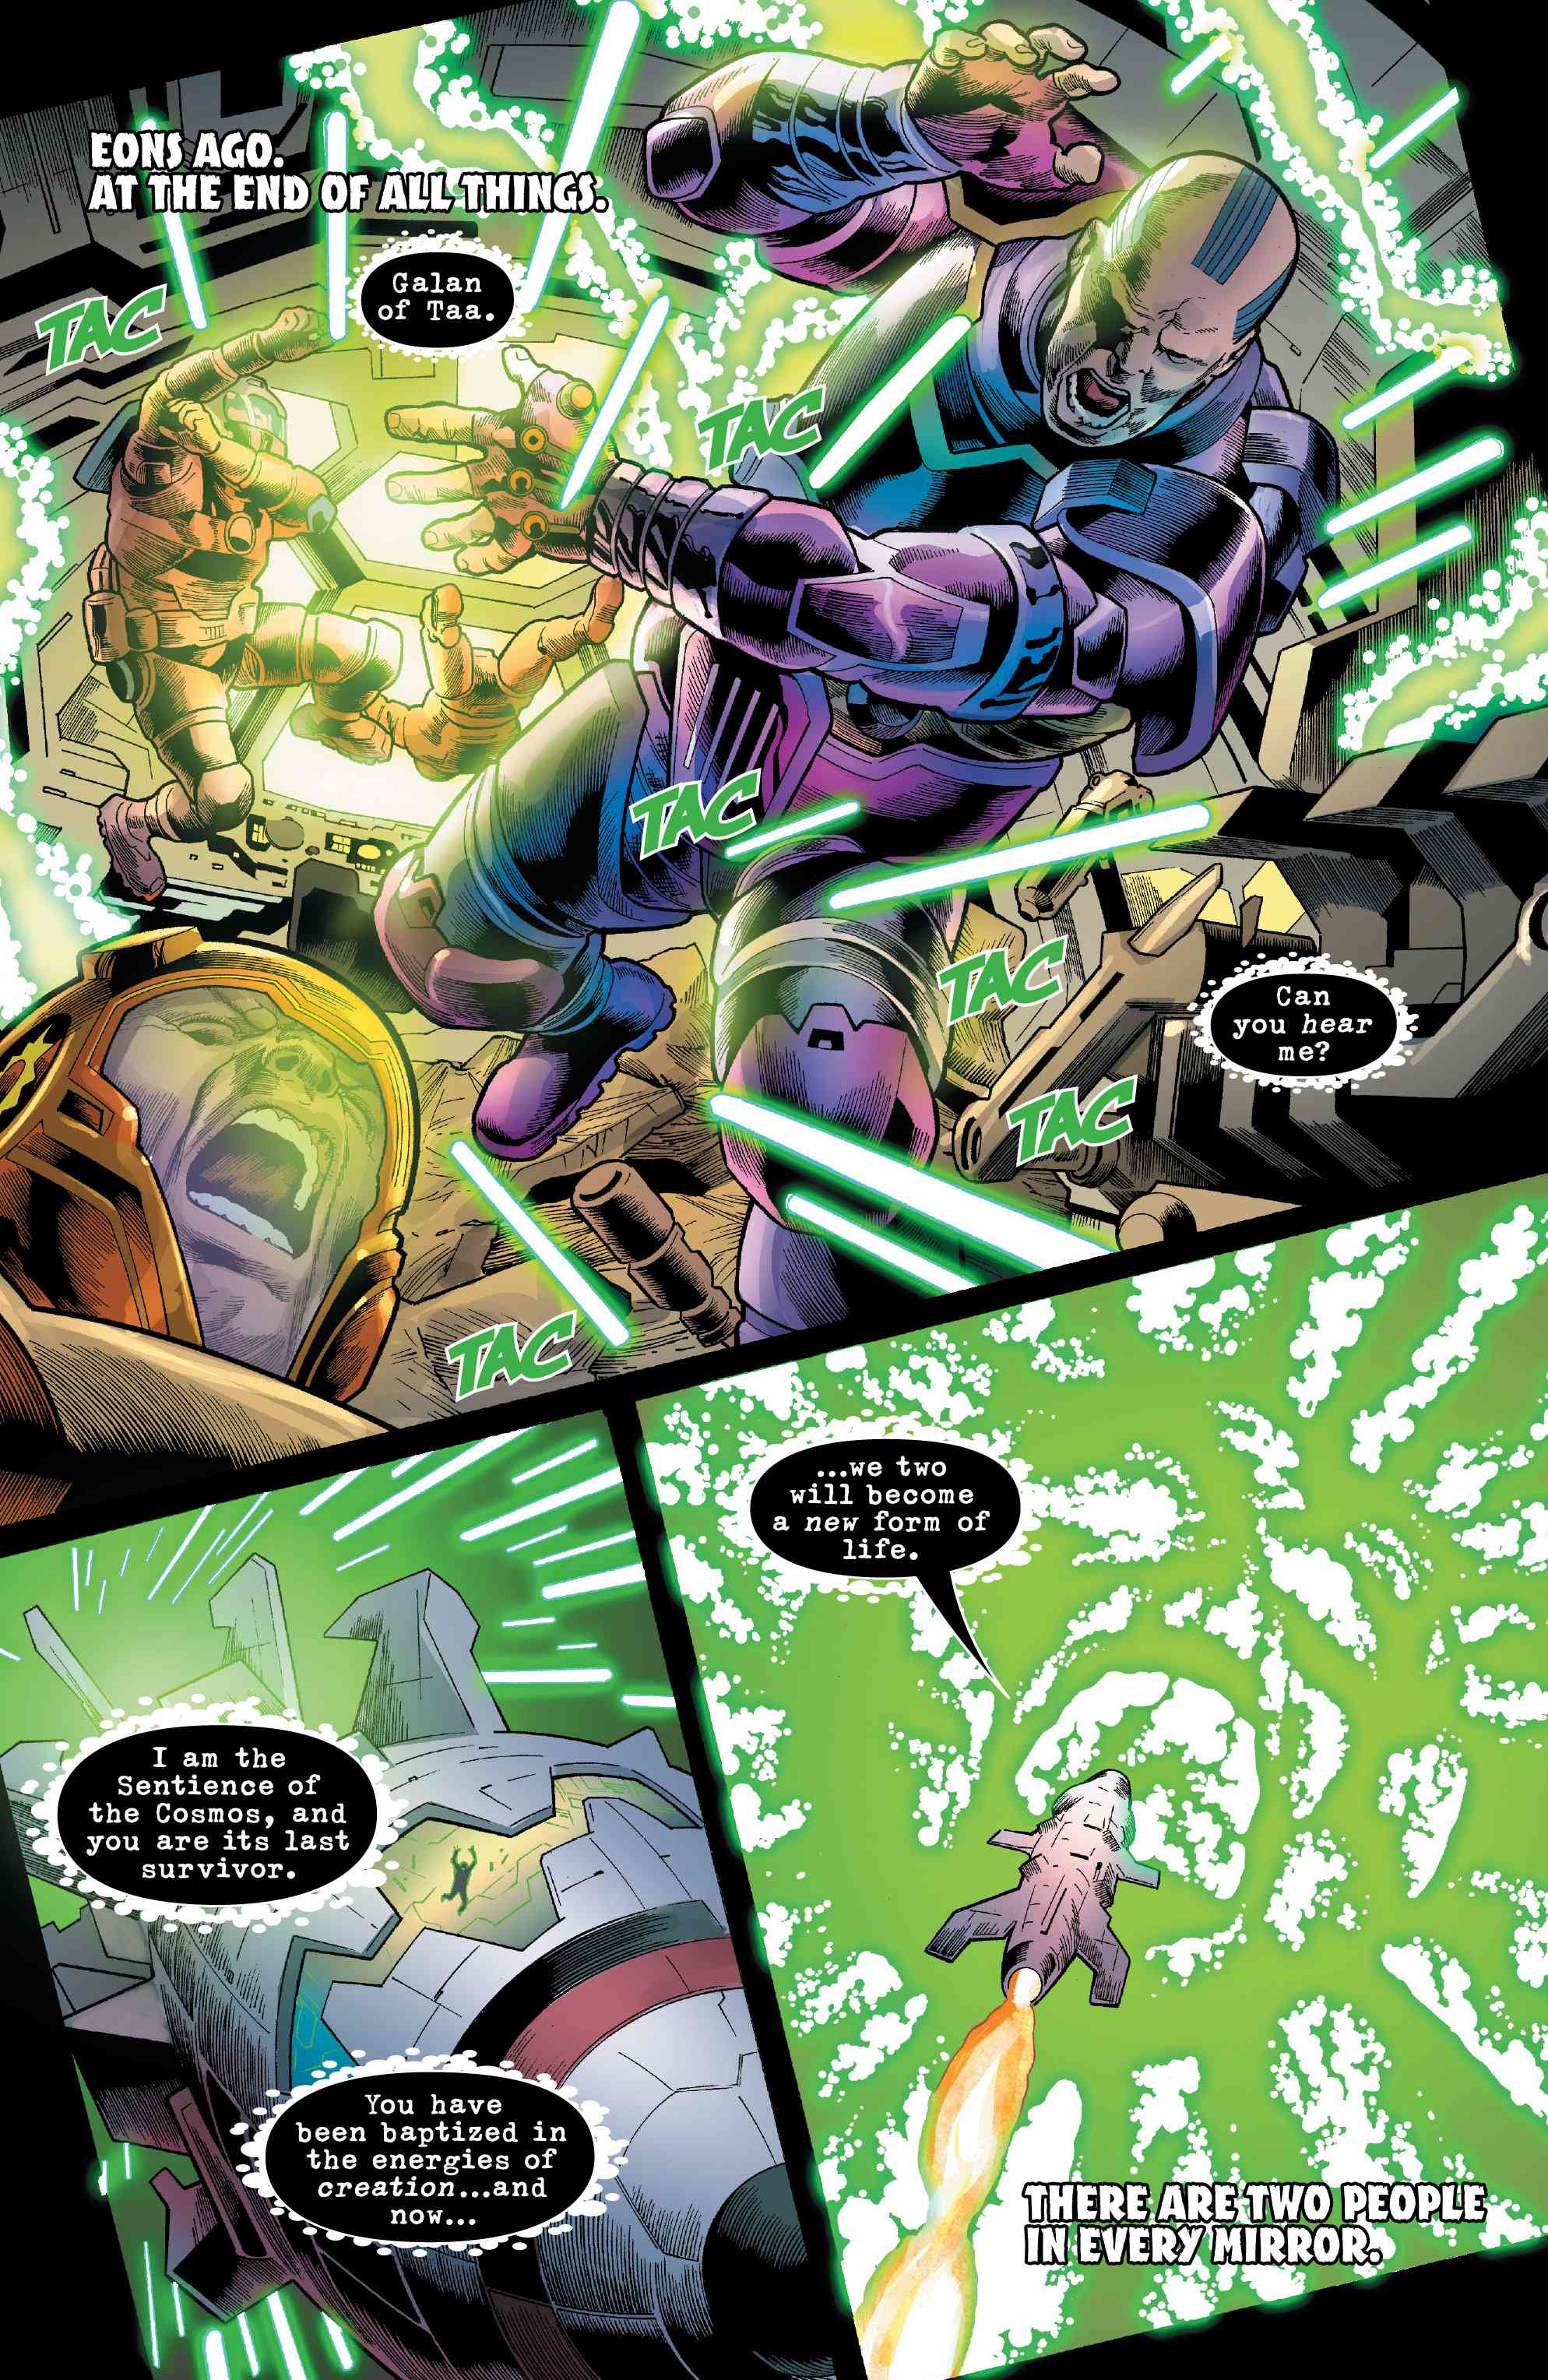 EONS AGO.
AT THE END OF ALL THINGS.
Galan
of Taa.
TAC
TAC
TAC
TAC
Can
you hear
me?
TAC
TAC
I am the
Sentience of
the Cosmos, and
you are its last
survivor.
You have
been baptized in
the energies of
creation...and
now...
...we two
will become
a new form of
life.
THERE ARE TWO PEOPLE
IN EVERY MIRROR.